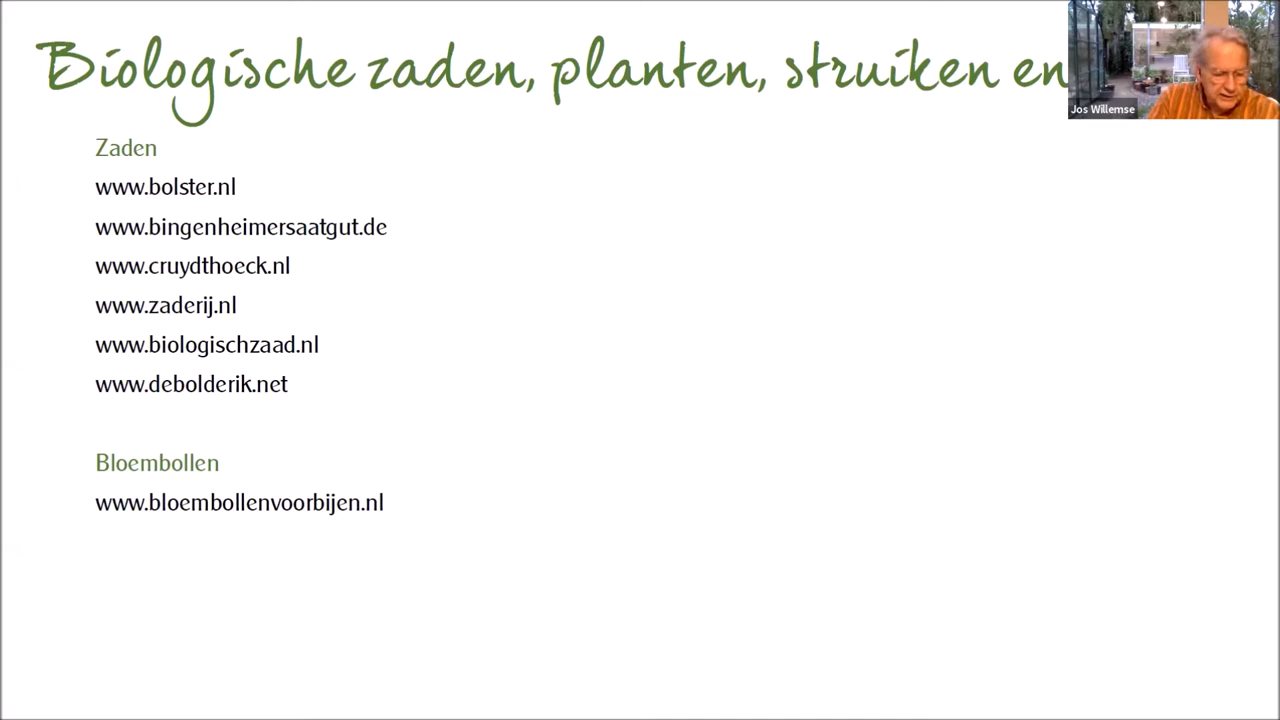 Biologische zaden, planten, struiken en
Jos Willemse
Zaden
www.bolster.nl
www.bingenheimersaatgut.de
www.cruydthoeck.nl
www.zaderij.nl
www.biologischzaad.nl
www.debolderik.net
Bloembollen
www.bloembollenvoorbijen.nl